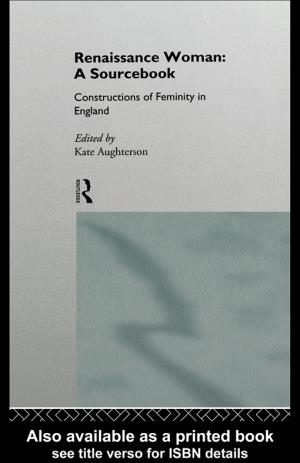 Renaissance Woman:
A Sourcebook
Constructions of Feminity in
England
Edited by
Kate Aughterson
ROUTLEDGE
Also available as a printed book
see title verso for ISBN details